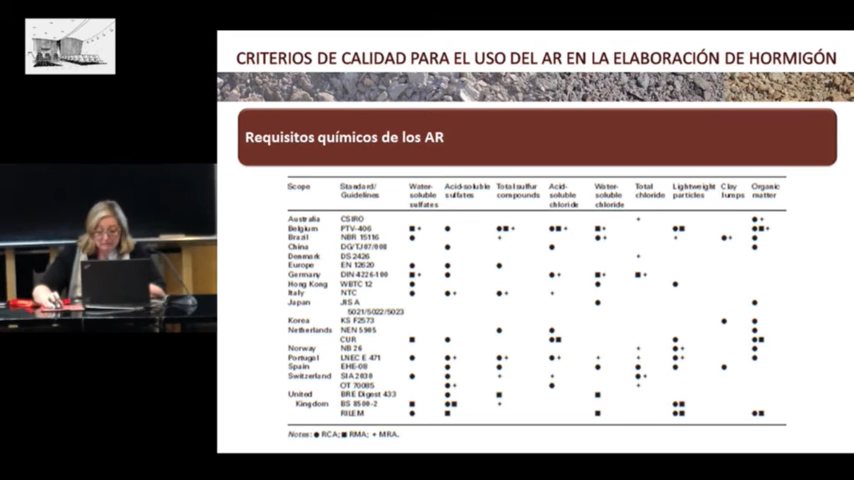 CRITERIOS DE CALIDAD PARA EL USO DEL AR EN LA ELABORACIÓN DE HORMIGÓN
Requisitos químicos de los AR
Scope Standard/ Guidelines Water-soluble sulfates Acid-soluble sulfates Total sulfur compounds Acid-soluble chloride Water-soluble chloride Total chloride Lightweight particles Clay lumps Organic matter
Australia CSIRO + ●+
Belgium PTV-406 ■+ ● ●■+ ●■+ ■+ ●■ ●■+
Brazil NBR 15116 ● + ●+ + ●+ ●
China DG/TJ07/008 ● ● ●
Denmark DS 2426 +
Europe EN 12620 ● ● ●
Germany DIN 4226-100 ■+ ● ●+ ■+ ■+
Hong Kong WBTC 12 ● ● ●
Italy NTC ● ●+ ●+ +
Japan JIS A ● ●
5021/5022/5023
Korea KS F2573 ● ●
Netherlands NEN 5905 ● ● ●
CUR ■ ● ●■ ● ●■
Norway NB 26 + ●+ ●
Portugal LNEC E 471 ● ●+ ●+ ●+ + + ●+ ●
Spain EHE-08 ● ● ● ● ● ●
Switzerland SIA 2030 ● ● + + ●+
OT 70085 ●+ ● +
United BRE Digest 433 ● ■ ■
Kingdom BS 8500-2 ■ ●■ + ●■
RILEM ● ■ ■ ●■ ●■
Notes: ● RCA; ■ RMA; + MRA.